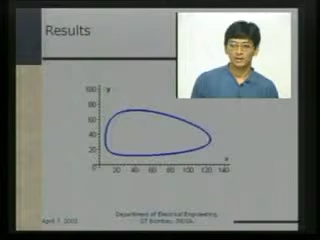 Results
100
y
80
60
40
20
0
x
20 40 60 80 100 120 140
April 7, 2003
Department of Electrical Engineering,
IIT Bombay, INDIA.